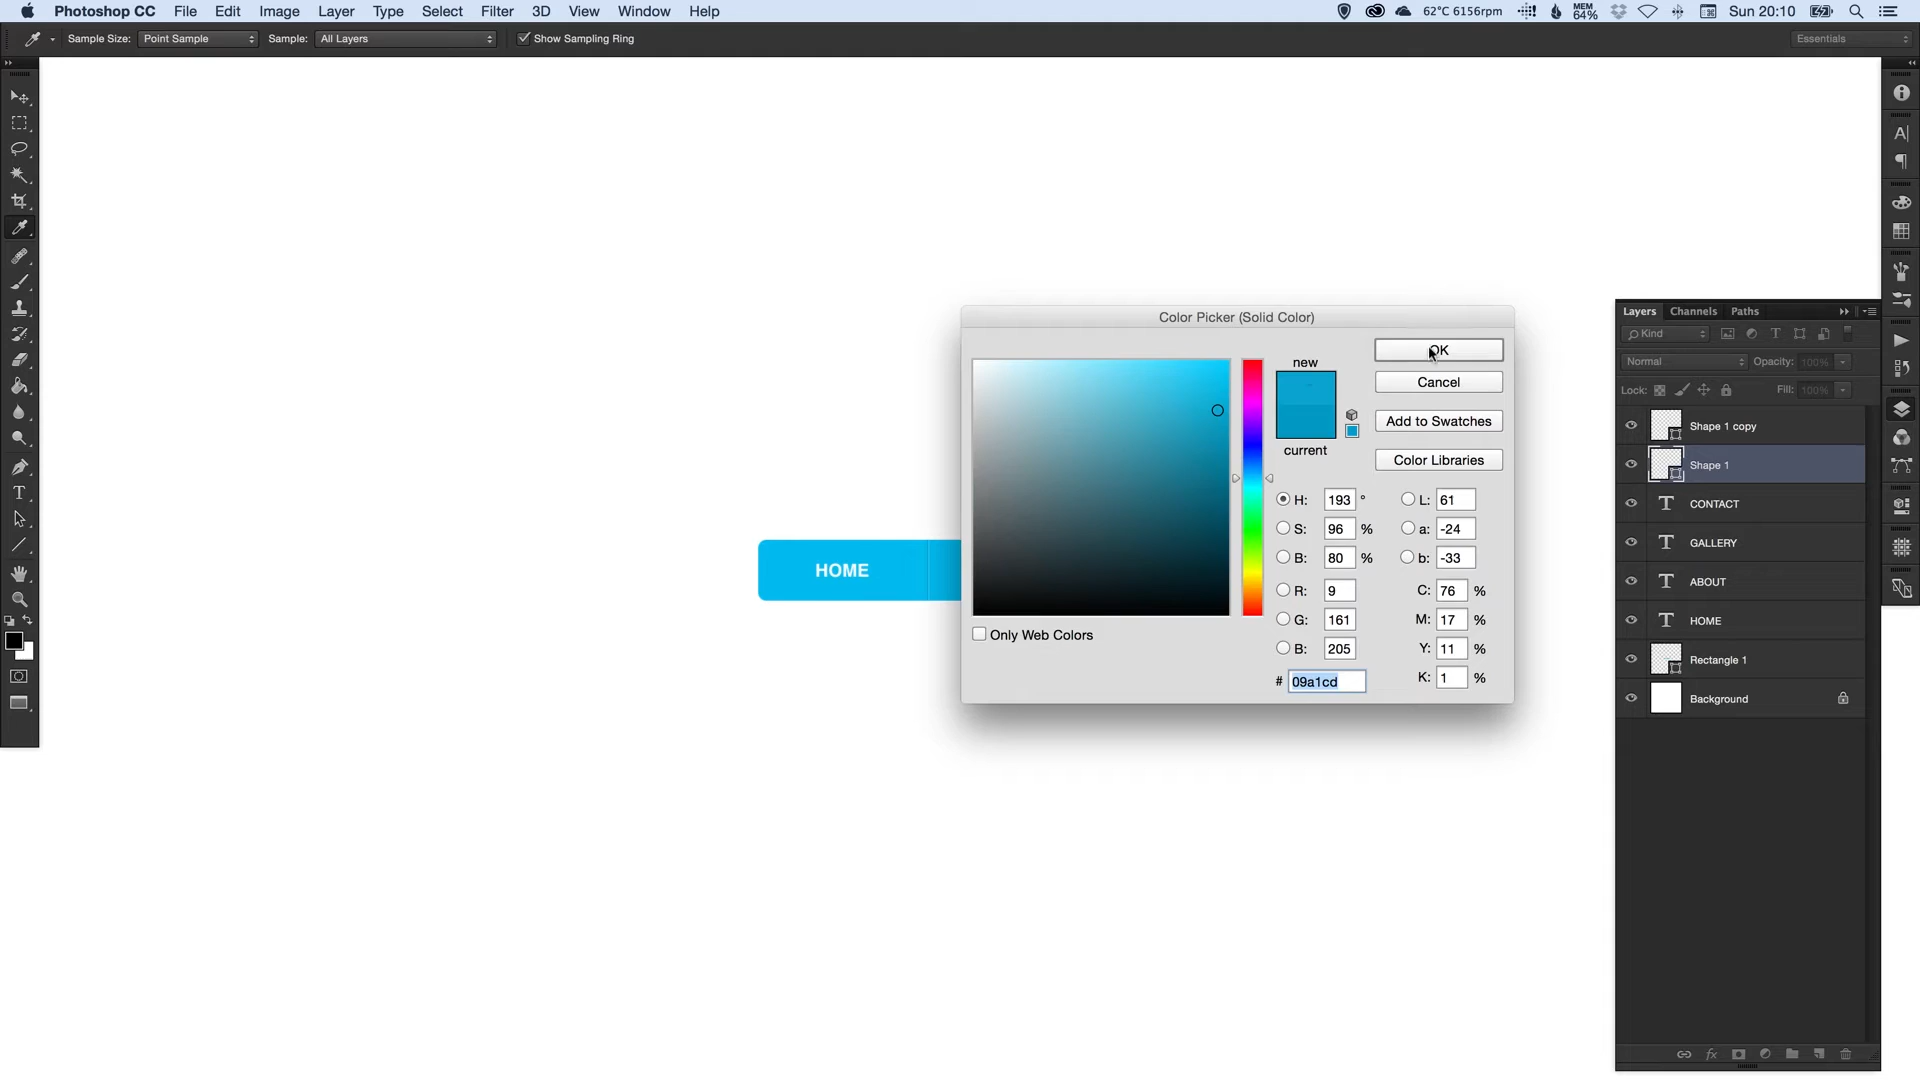 Photoshop CC File Edit Image Layer Type Select Filter 3D View Window Help 62°C 6156rpm MEM 64% Sun 20:10
Sample Size: Point Sample Sample: All Layers Show Sampling Ring Essentials
Color Picker (Solid Color)
new
current
OK
Cancel
Add to Swatches
Color Libraries
H: 193 ° L: 61
S: 96 % a: -24
B: 80 % b: -33
R: 9 C: 76 %
G: 161 M: 17 %
B: 205 Y: 11 %
# 09a1cd K: 1 %
Only Web Colors
HOME
Layers Channels Paths
Kind
Normal Opacity: 100%
Lock: Fill: 100%
Shape 1 copy
Shape 1
CONTACT
GALLERY
ABOUT
HOME
Rectangle 1
Background